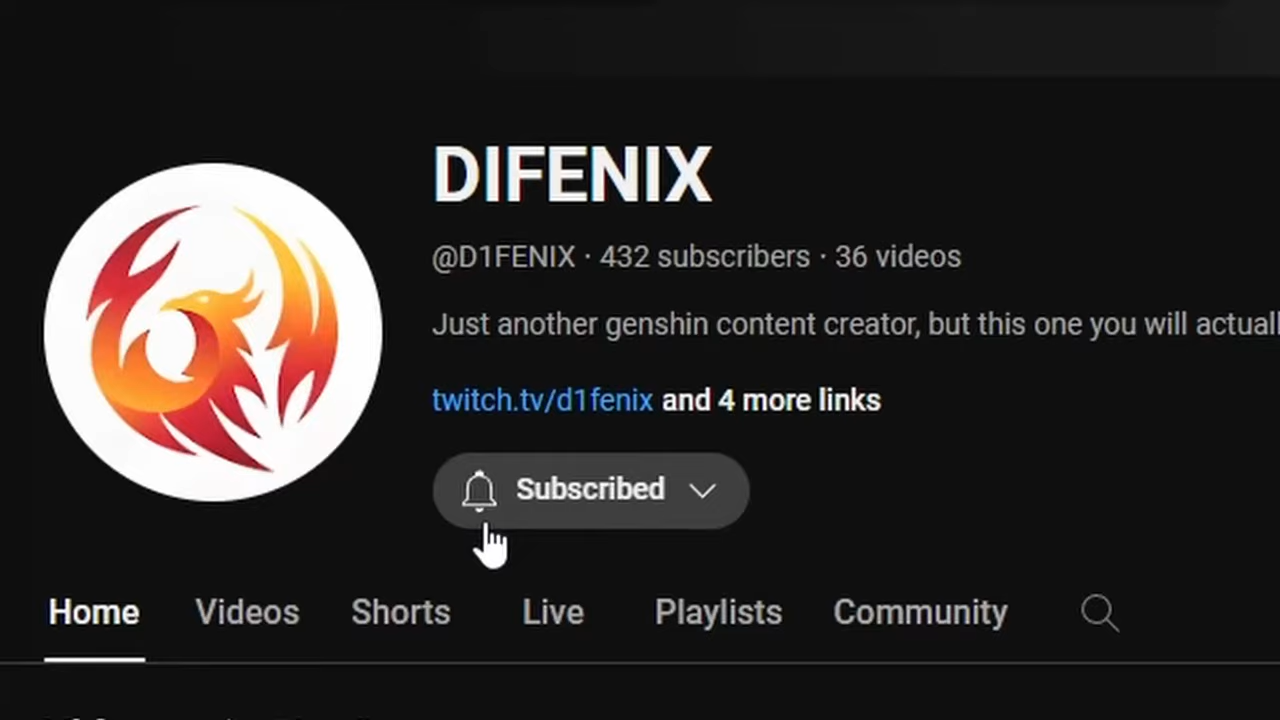 DIFENIX
@D1FENIX · 432 subscribers · 36 videos
Just another genshin content creator, but this one you will
twitch.tv/d1fenix and 4 more links
Subscribed
Home Videos Shorts Live Playlists Community